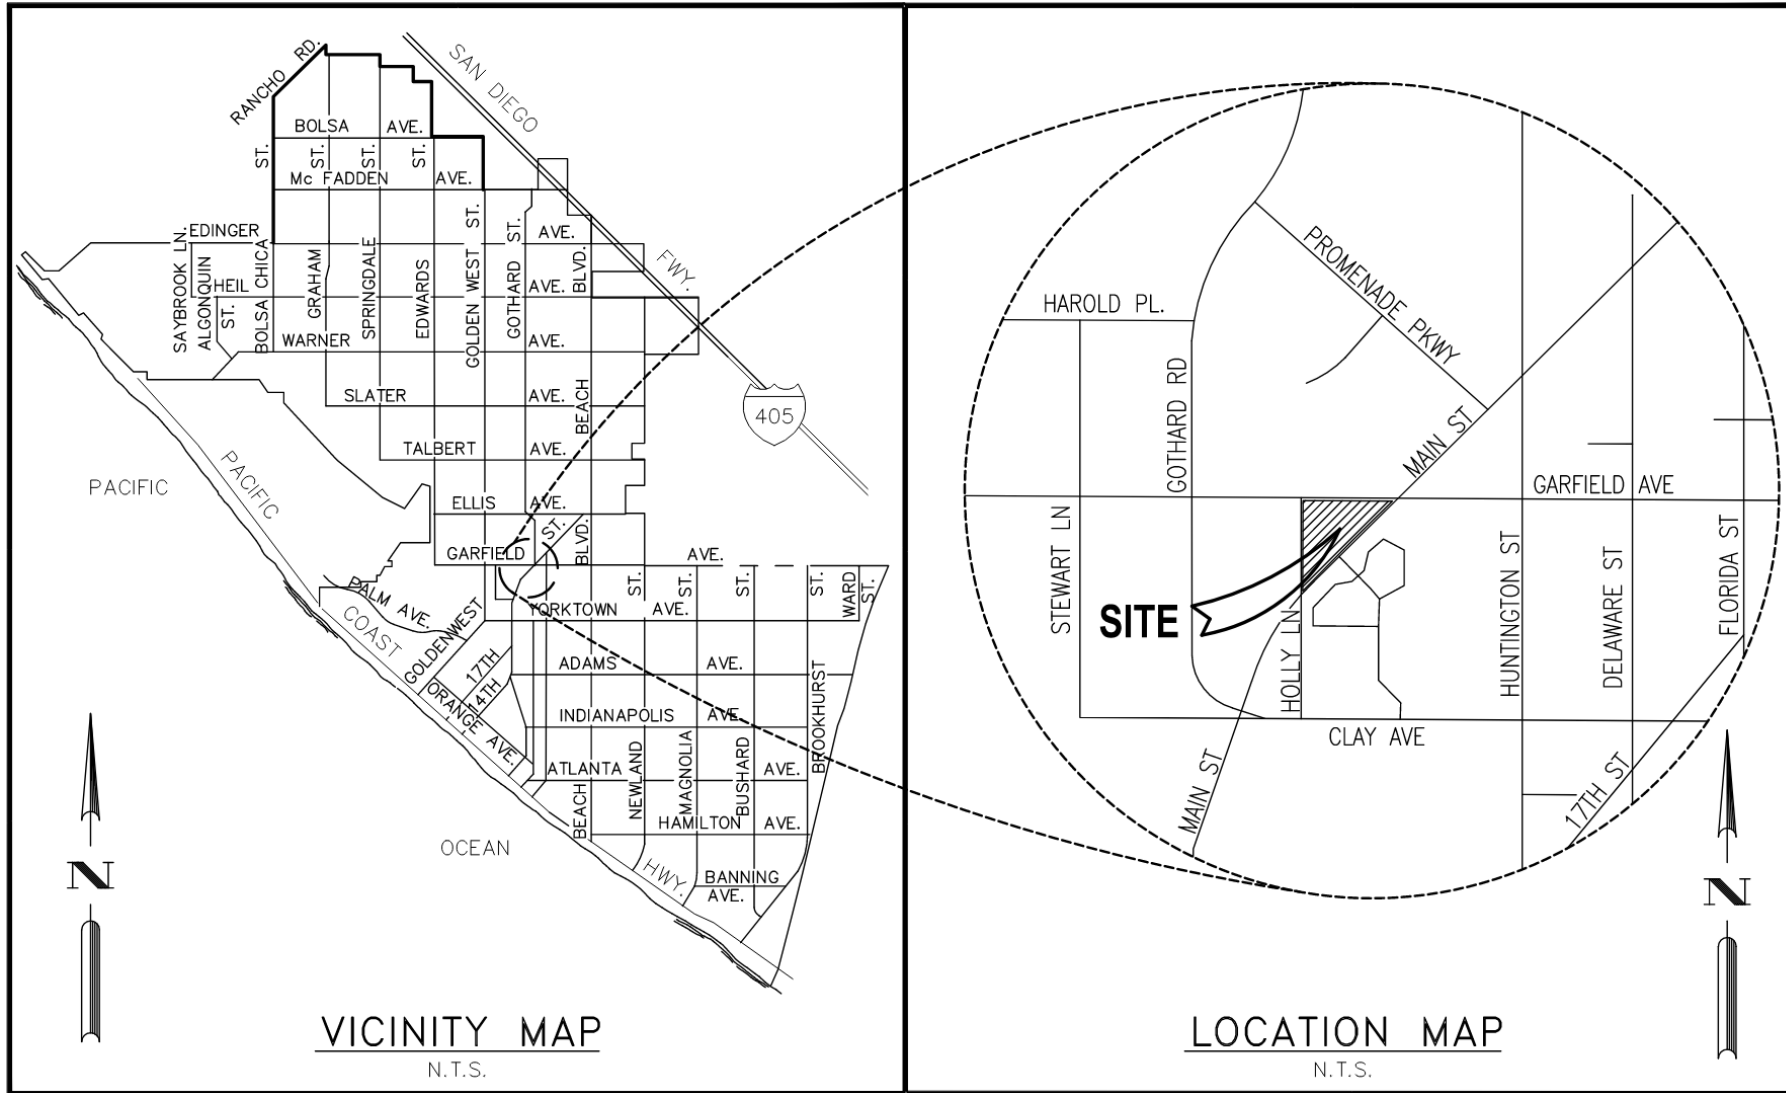 RANCHO RD.
SAN DIEGO
FWY.
405
BOLSA AVE.
ST. ST. ST. ST.
Mc FADDEN AVE.
EDINGER AVE.
HEIL AVE.
WARNER AVE.
SLATER AVE.
TALBERT AVE.
ELLIS AVE.
GARFIELD AVE.
YORKTOWN AVE.
ADAMS AVE.
INDIANAPOLIS AVE.
ATLANTA AVE.
HAMILTON AVE.
BANNING
AVE.
SAYBROOK LN.
ALGONQUIN
ST.
BOLSA CHICA
GRAHAM
SPRINGDALE
EDWARDS
GOLDEN WEST ST.
GOTHARD ST.
BEACH BLVD.
ST.
BLVD.
BEACH
NEWLAND ST.
MAGNOLIA ST.
BUSHARD ST.
BROOKHURST ST.
WARD ST.
PALM AVE.
GOLDENWEST
17TH
14TH
ORANGE AVE.
PACIFIC
OCEAN
PACIFIC
COAST
HWY.
N
VICINITY MAP
N.T.S.
HAROLD PL.
GOTHARD RD
PROMENADE PKWY
MAIN ST
GARFIELD AVE
STEWART LN
SITE
HOLLY LN
HUNTINGTON ST
DELAWARE ST
FLORIDA ST
CLAY AVE
MAIN ST
17TH ST
N
LOCATION MAP
N.T.S.